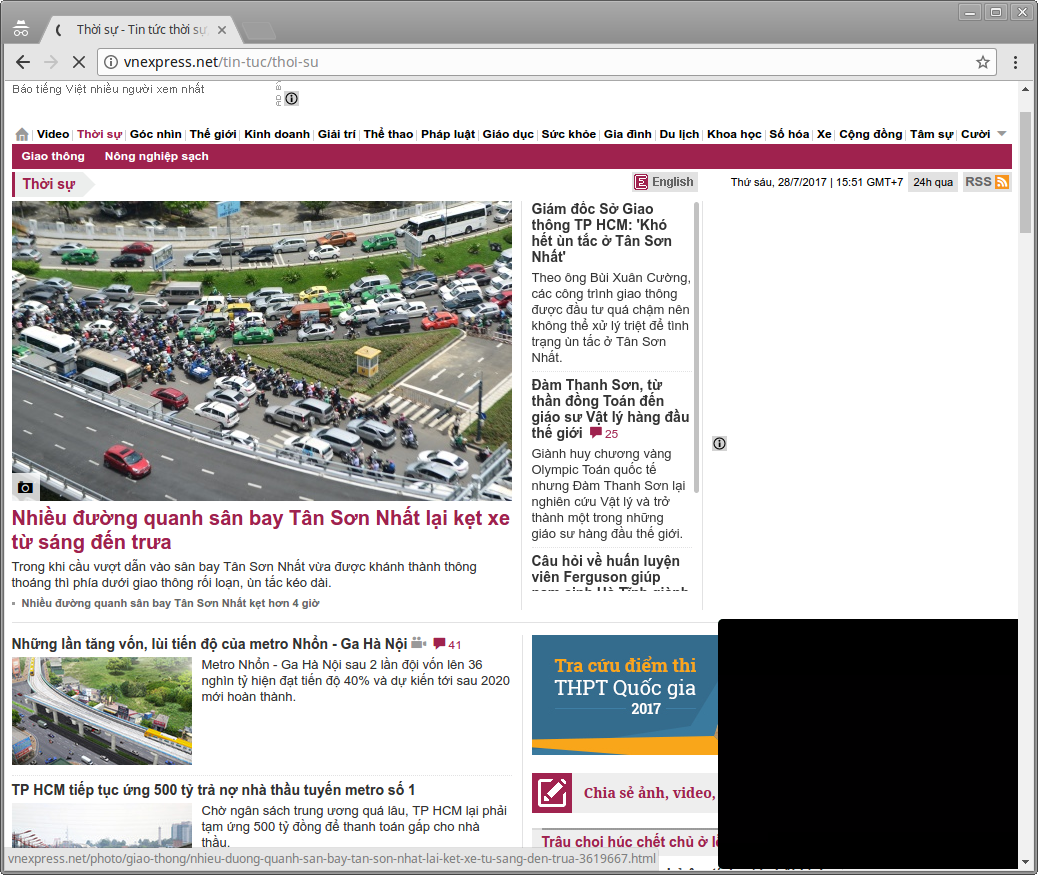 Thời sự - Tin tức thời sự
vnexpress.net/tin-tuc/thoi-su
Báo tiếng Việt nhiều người xem nhất
Video Thời sự Góc nhìn Thế giới Kinh doanh Giải trí Thể thao Pháp luật Giáo dục Sức khỏe Gia đình Du lịch Khoa học Số hóa Xe Cộng đồng Tâm sự Cười
Giao thông Nông nghiệp sạch
Thời sự
E English Thứ sáu, 28/7/2017 | 15:51 GMT+7 24h qua RSS
Nhiều đường quanh sân bay Tân Sơn Nhất lại kẹt xe
từ sáng đến trưa
Trong khi cầu vượt dẫn vào sân bay Tân Sơn Nhất vừa được khánh thành thông
thoáng thì phía dưới giao thông rối loạn, ùn tắc kéo dài.
Nhiều đường quanh sân bay Tân Sơn Nhất kẹt hơn 4 giờ
Giám đốc Sở Giao
thông TP HCM: 'Khó
hết ùn tắc ở Tân Sơn
Nhất'
Theo ông Bùi Xuân Cường,
các công trình giao thông
được đầu tư quá chậm nên
không thể xử lý triệt để tình
trạng ùn tắc ở Tân Sơn
Nhất.
Đàm Thanh Sơn, từ
thần đồng Toán đến
giáo sư Vật lý hàng đầu
thế giới 25
Giành huy chương vàng
Olympic Toán quốc tế
nhưng Đàm Thanh Sơn lại
nghiên cứu Vật lý và trở
thành một trong những
giáo sư hàng đầu thế giới.
Câu hỏi về huấn luyện
viên Ferguson giúp
nam sinh Hà Tĩnh giành
Những lần tăng vốn, lùi tiến độ của metro Nhổn - Ga Hà Nội 41
Metro Nhổn - Ga Hà Nội sau 2 lần đội vốn lên 36
nghìn tỷ hiện đạt tiến độ 40% và dự kiến tới sau 2020
mới hoàn thành.
TP HCM tiếp tục ứng 500 tỷ trả nợ nhà thầu tuyến metro số 1
Chờ ngân sách trung ương quá lâu, TP HCM lại phải
tạm ứng 500 tỷ đồng để thanh toán gấp cho nhà
thầu.
Tra cứu điểm thi
THPT Quốc gia
2017
Chia sẻ ảnh, video,
Trâu chọi húc chết chủ ở
vnexpress.net/photo/giao-thong/nhieu-duong-quanh-san-bay-tan-son-nhat-lai-ket-xe-tu-sang-den-trua-3619667.html